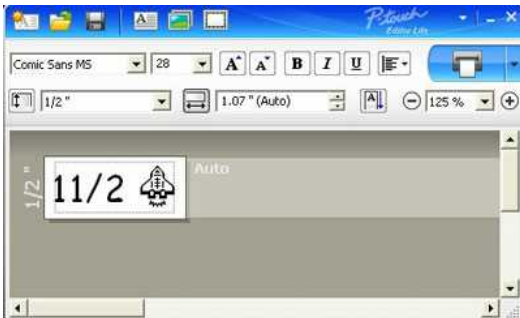 P-touch
Editor Lite
Comic Sans MS 28 A A B I U
1/2 " 1.07 " (Auto) A 125 %
1/2 "
Auto
11/2